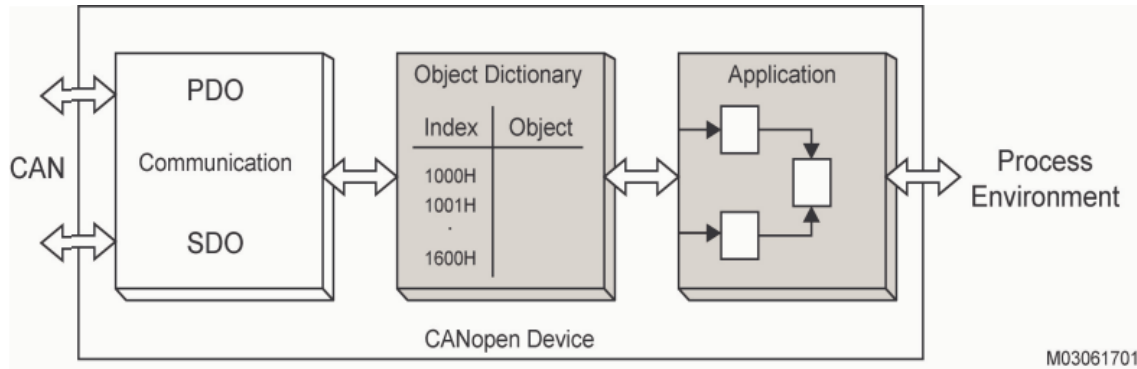 CAN
PDO
Communication
SDO
Object Dictionary
Index Object
1000H
1001H
.
1600H
Application
Process
Environment
CANopen Device
M03061701